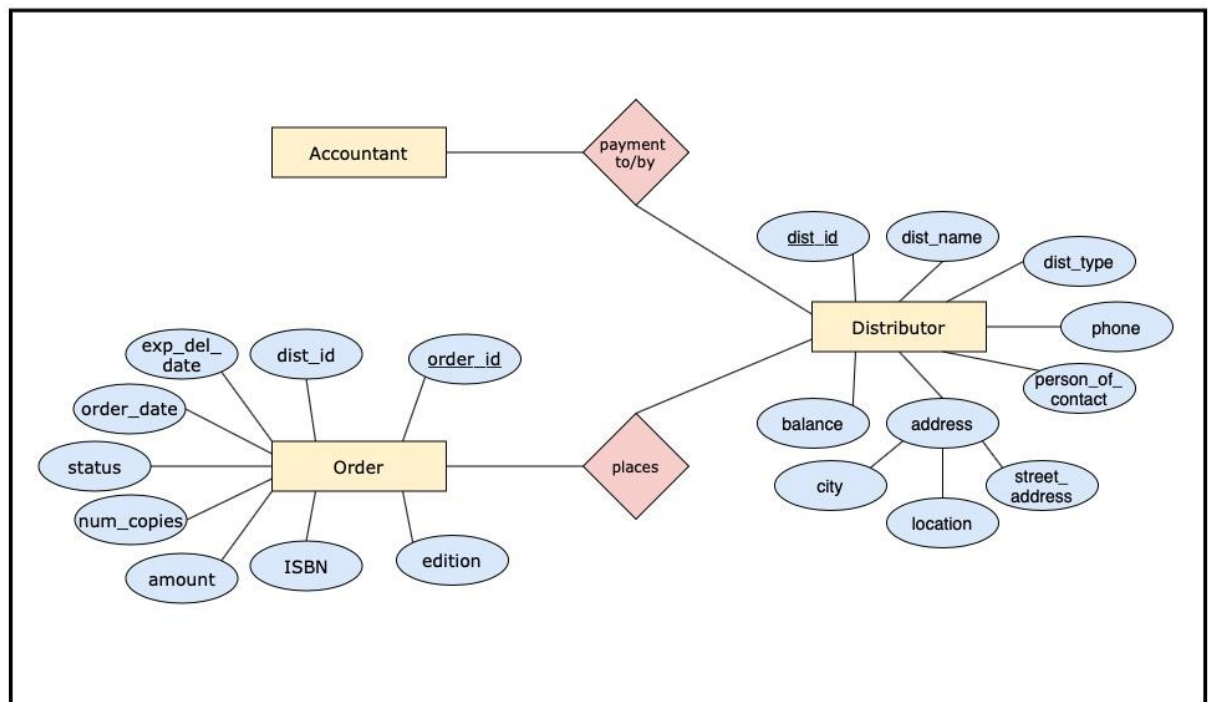 Accountant
payment
to/by
dist_id
dist_name
dist_type
Distributor
phone
person_of_
contact
balance
address
city
location
street_
address
exp_del_
date
dist_id
order_id
order_date
status
Order
places
num_copies
amount
ISBN
edition